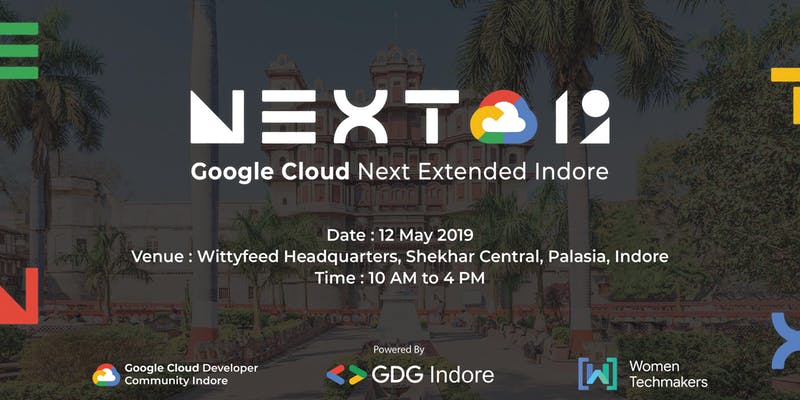 NEXT 19
Google Cloud Next Extended Indore
Date : 12 May 2019
Venue : Wittyfeed Headquarters, Shekhar Central, Palasia, Indore
Time : 10 AM to 4 PM
Powered By
Google Cloud Developer
Community Indore
GDG Indore
Women
Techmakers